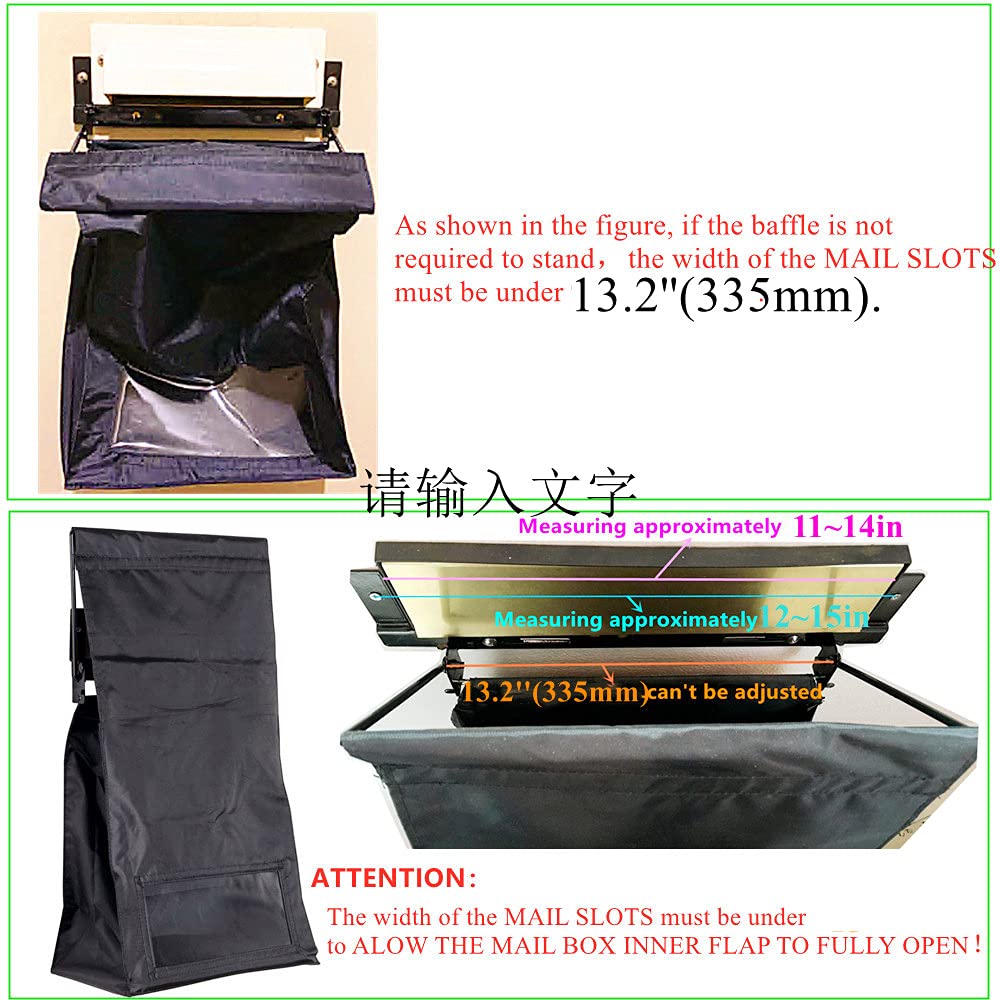 As shown in the figure, if the baffle is not
required to stand， the width of the MAIL SLOTS
must be under 13.2"(335mm).
请输入文字
Measuring approximately 11~14in
Measuring approximately 12~15in
13.2"(335mm) can't be adjusted
ATTENTION：
The width of the MAIL SLOTS must be under
to ALOW THE MAIL BOX INNER FLAP TO FULLY OPEN！